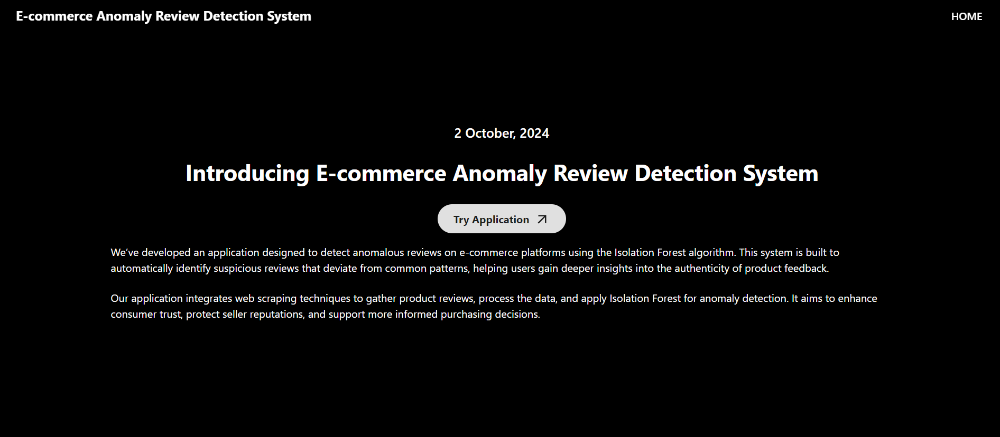 E-commerce Anomaly Review Detection System
HOME
2 October, 2024
Introducing E-commerce Anomaly Review Detection System
Try Application
We’ve developed an application designed to detect anomalous reviews on e-commerce platforms using the Isolation Forest algorithm. This system is built to
automatically identify suspicious reviews that deviate from common patterns, helping users gain deeper insights into the authenticity of product feedback.
Our application integrates web scraping techniques to gather product reviews, process the data, and apply Isolation Forest for anomaly detection. It aims to enhance
consumer trust, protect seller reputations, and support more informed purchasing decisions.